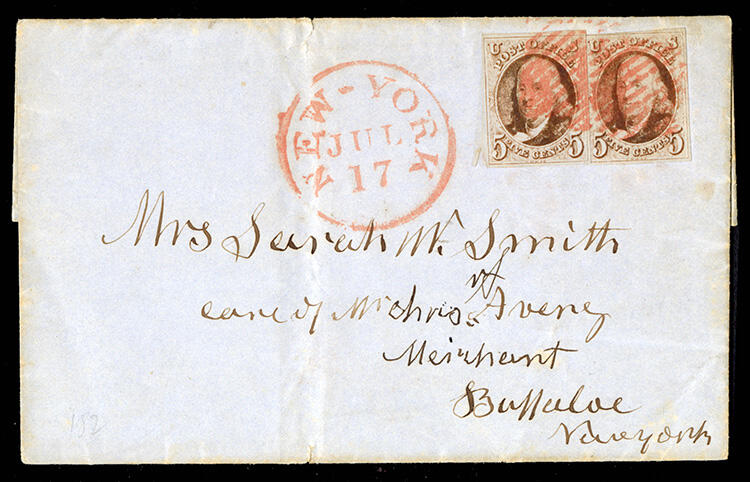 U S U S
POST OFFICE POST OFFICE
5 FIVE CENTS 5 5 FIVE CENTS 5
NEW-YORK
JUL
17
Mrs Sarah M. Smith
care of Mr Chrs. Avery
Merchant
Buffaloe
New york
152